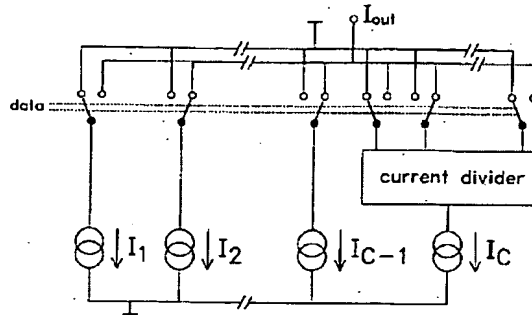 Iout
data
current divider
I1
I2
IC-1
IC